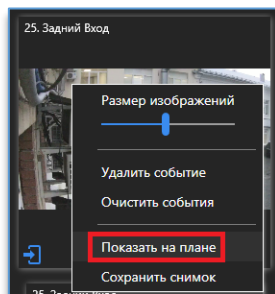 25. Задний Вход
Размер изображений
Удалить событие
Очистить события
Показать на плане
Сохранить снимок